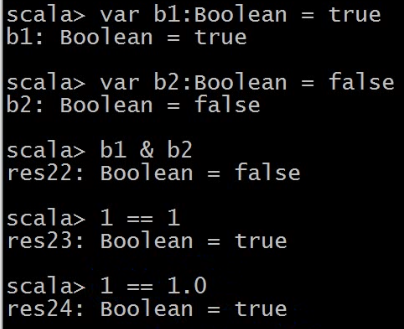 scala> var b1:Boolean = true
b1: Boolean = true
scala> var b2:Boolean = false
b2: Boolean = false
scala> b1 & b2
res22: Boolean = false
scala> 1 == 1
res23: Boolean = true
scala> 1 == 1.0
res24: Boolean = true